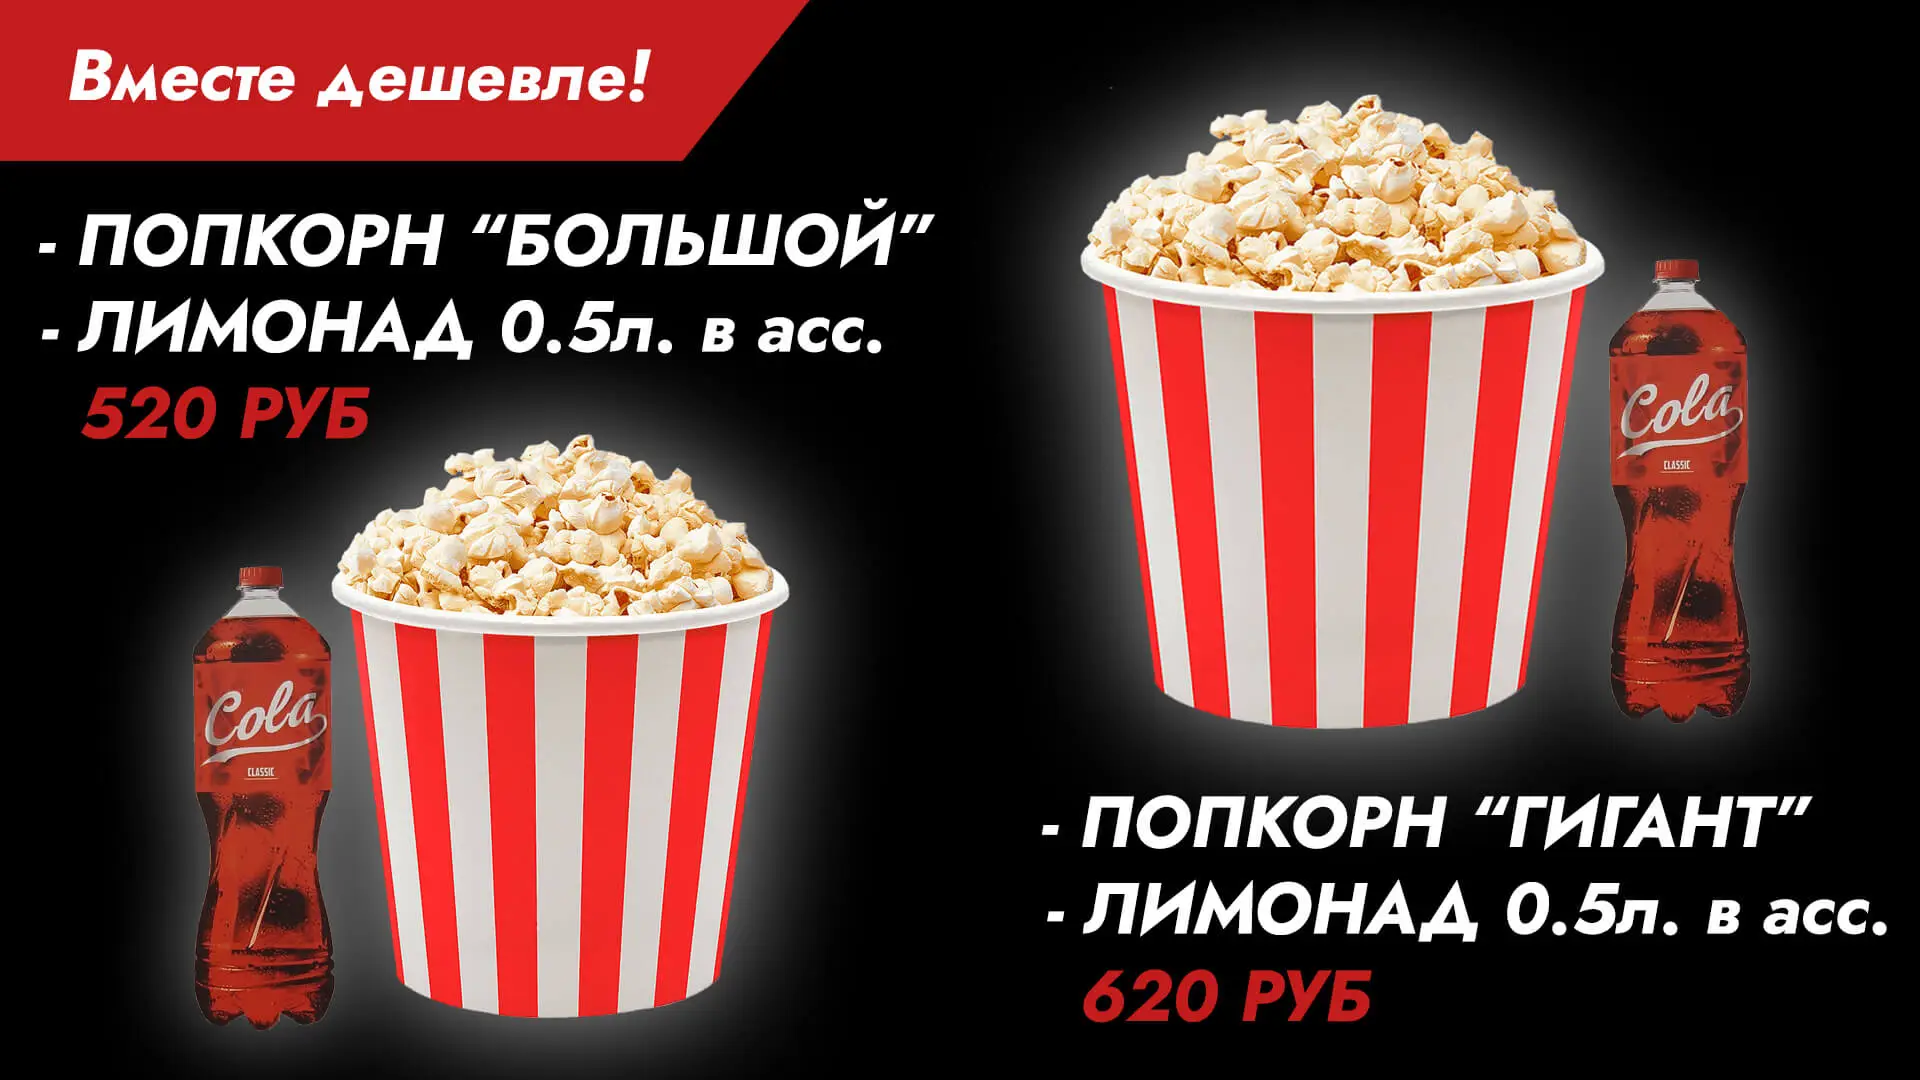 Вместе дешевле!
- ПОПКОРН “БОЛЬШОЙ”
- ЛИМОНАД 0.5л. в асс.
520 РУБ
Cola
CLASSIC
Cola
CLASSIC
- ПОПКОРН “ГИГАНТ”
- ЛИМОНАД 0.5л. в асс.
620 РУБ